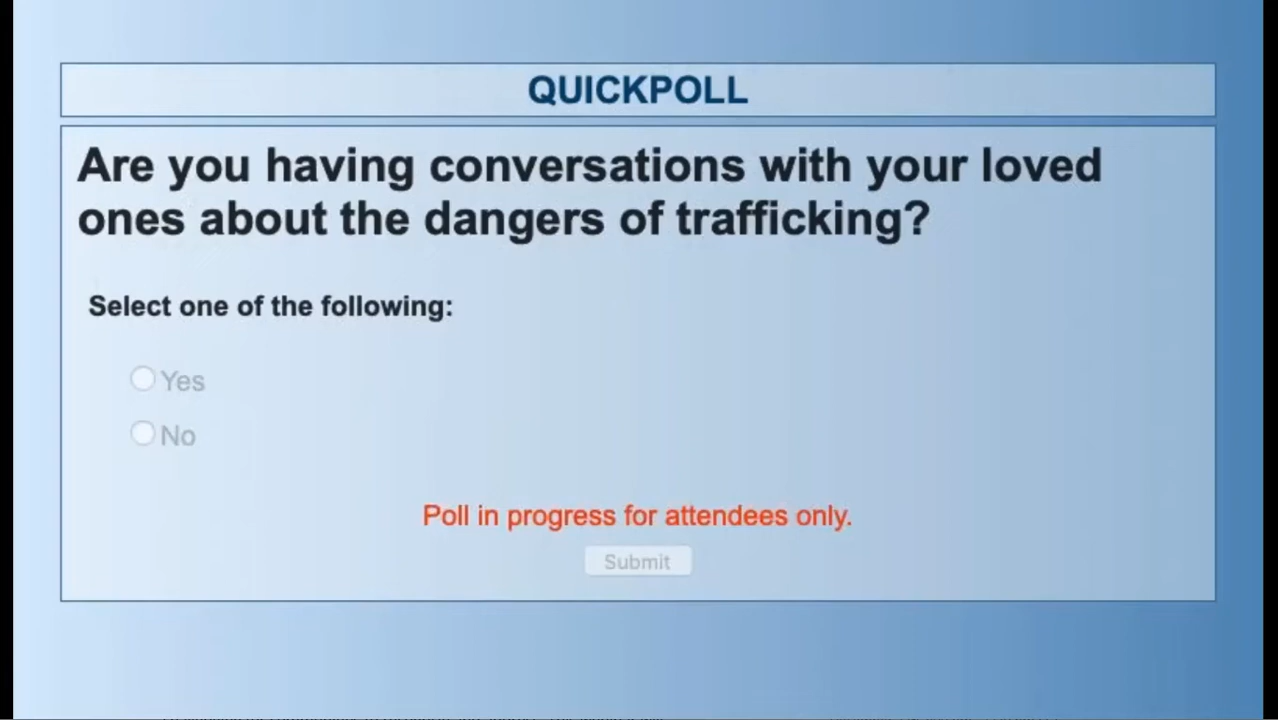 QUICKPOLL
Are you having conversations with your loved
ones about the dangers of trafficking?
Select one of the following:
Yes
No
Poll in progress for attendees only.
Submit